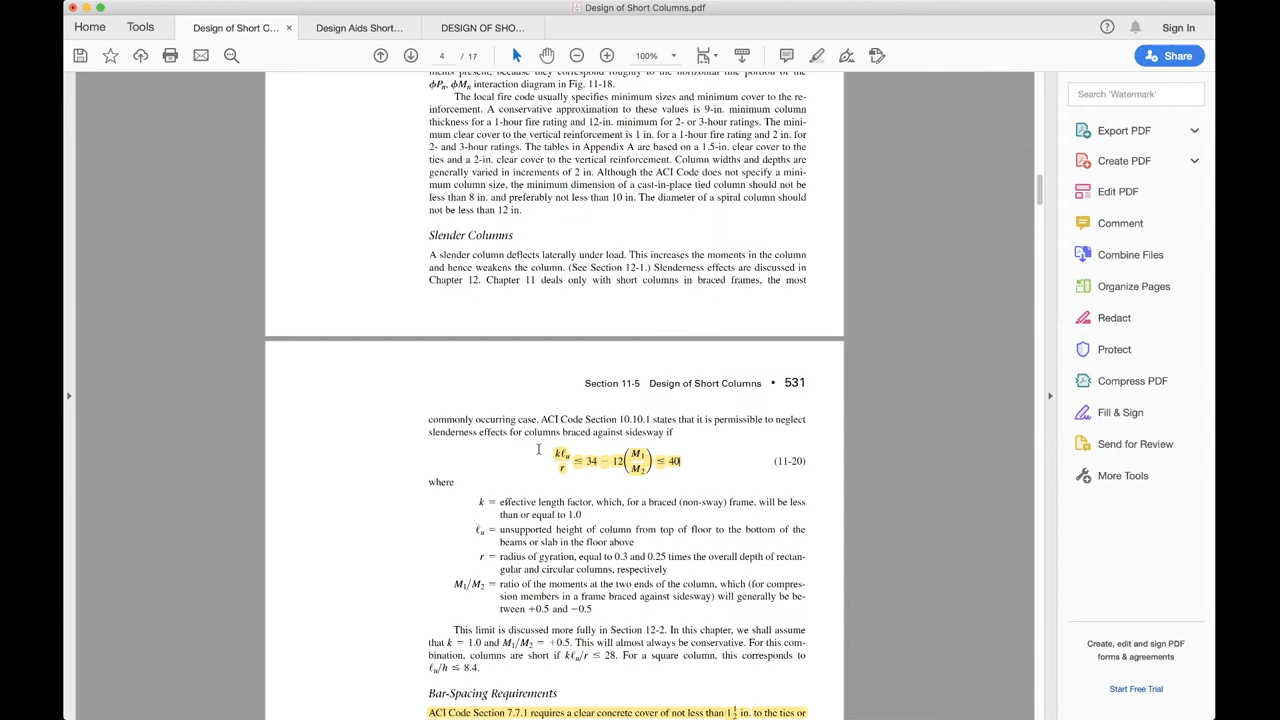 Design of Short Columns.pdf
Home
Tools
Design of Short C...
×
Design Aids Short...
DESIGN OF SHO...
Sign In
4 / 17
100%
Share
ments present, because they correspond roughly to the horizontal line portion of the
ϕPn, ϕMn interaction diagram in Fig. 11-18.
The local fire code usually specifies minimum sizes and minimum cover to the re-
inforcement. A conservative approximation to these values is 9-in. minimum column
thickness for a 1-hour fire rating and 12-in. minimum for 2- or 3-hour ratings. The mini-
mum clear cover to the vertical reinforcement is 1 in. for a 1-hour fire rating and 2 in. for
2- and 3-hour ratings. The tables in Appendix A are based on a 1.5-in. clear cover to the
ties and a 2-in. clear cover to the vertical reinforcement. Column widths and depths are
generally varied in increments of 2 in. Although the ACI Code does not specify a mini-
mum column size, the minimum dimension of a cast-in-place tied column should not be
less than 8 in. and preferably not less than 10 in. The diameter of a spiral column should
not be less than 12 in.
Slender Columns
A slender column deflects laterally under load. This increases the moments in the column
and hence weakens the column. (See Section 12-1.) Slenderness effects are discussed in
Chapter 12. Chapter 11 deals only with short columns in braced frames, the most
Section 11-5 Design of Short Columns • 531
commonly occurring case. ACI Code Section 10.10.1 states that it is permissible to neglect
slenderness effects for columns braced against sidesway if
kℓu/r ≤ 34 − 12(M1/M2) ≤ 40 (11-20)
where
k = effective length factor, which, for a braced (non-sway) frame, will be less
than or equal to 1.0
ℓu = unsupported height of column from top of floor to the bottom of the
beams or slab in the floor above
r = radius of gyration, equal to 0.3 and 0.25 times the overall depth of rectan-
gular and circular columns, respectively
M1/M2 = ratio of the moments at the two ends of the column, which (for compres-
sion members in a frame braced against sidesway) will generally be be-
tween +0.5 and −0.5
This limit is discussed more fully in Section 12-2. In this chapter, we shall assume
that k = 1.0 and M1/M2 = +0.5. This will almost always be conservative. For this com-
bination, columns are short if kℓu/r ≤ 28. For a square column, this corresponds to
ℓu/h ≤ 8.4.
Bar-Spacing Requirements
ACI Code Section 7.7.1 requires a clear concrete cover of not less than 1 1/2 in. to the ties or
Search 'Watermark'
Export PDF
Create PDF
Edit PDF
Comment
Combine Files
Organize Pages
Redact
Protect
Compress PDF
Fill & Sign
Send for Review
More Tools
Create, edit and sign PDF
forms & agreements
Start Free Trial